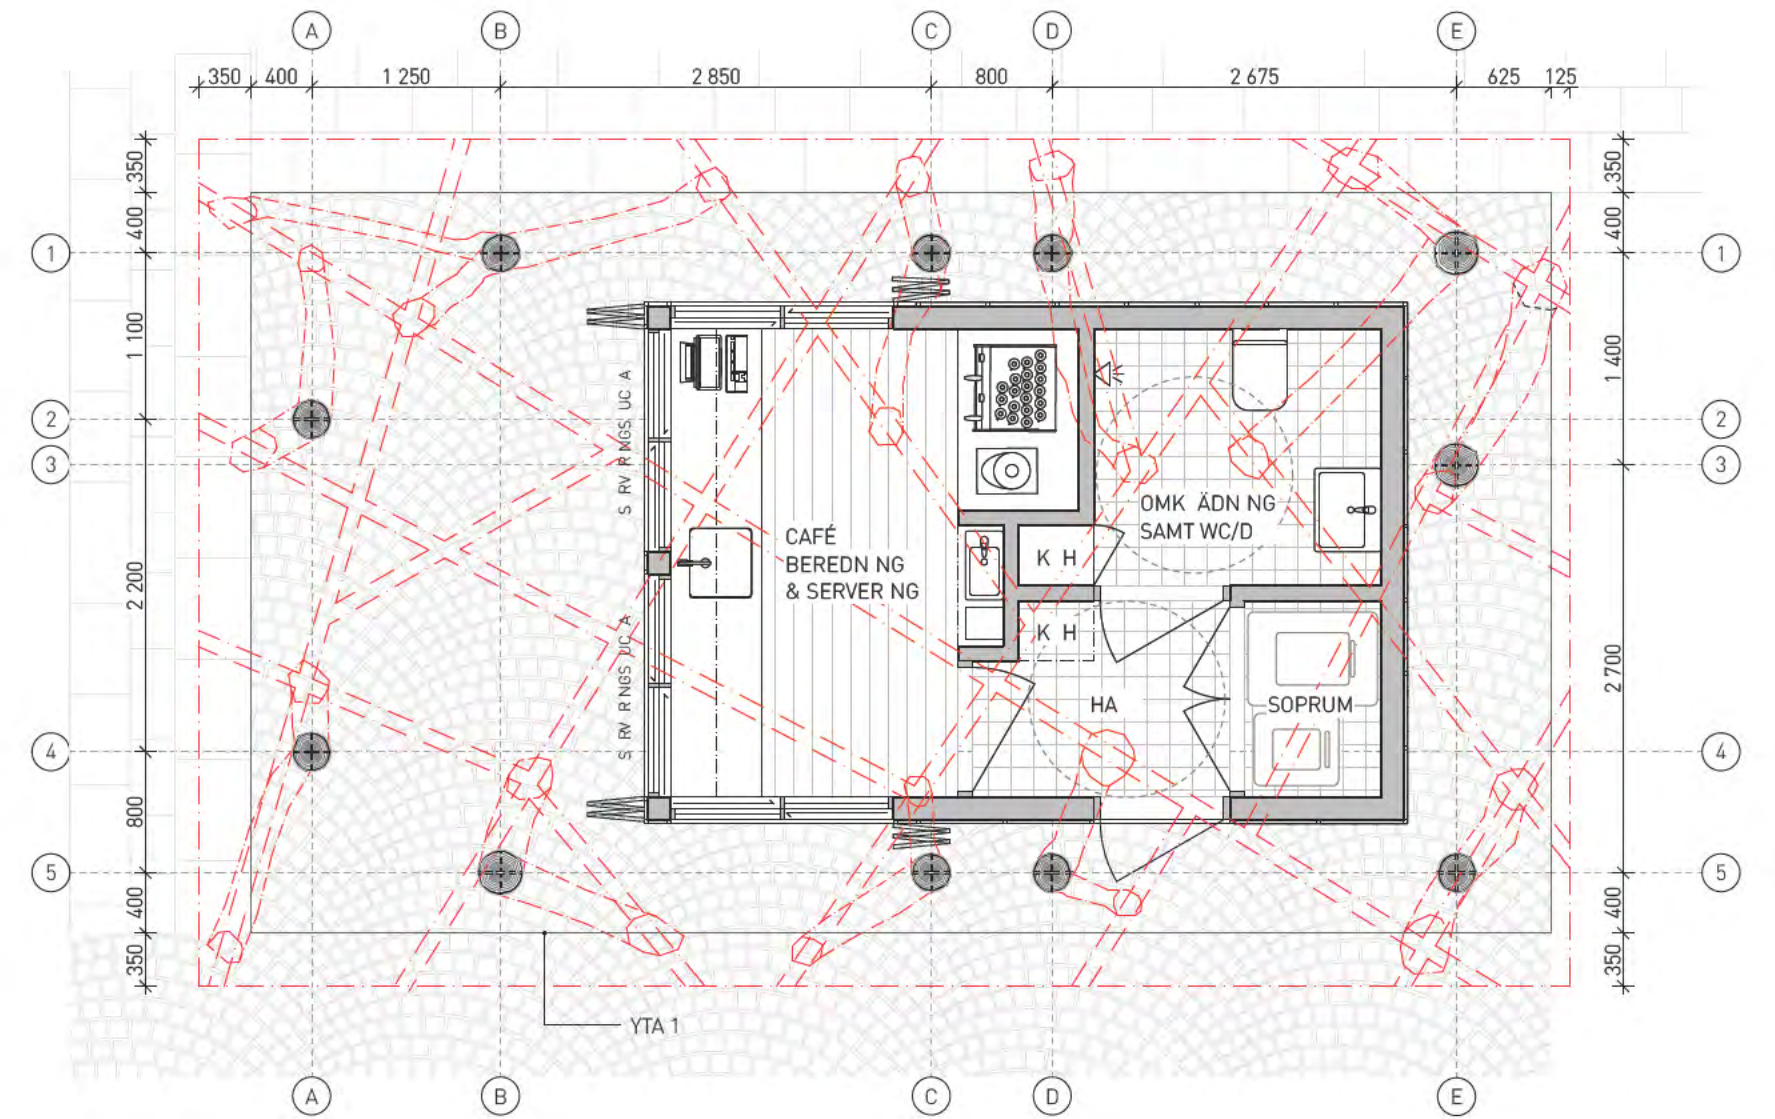 A B C D E
350 400 1 250 2 850 800 2 675 625 125
350
400
1 100
2 200
800
400
350
1
2
3
4
5
350
400
1 400
2 700
400
350
1
2
3
4
5
S RV R NGS UC A
S RV R NGS UC A
CAFÉ
BEREDN NG
& SERVER NG
OMK ÄDN NG
SAMT WC/D
K H
K H
HA
SOPRUM
YTA 1
A B C D E